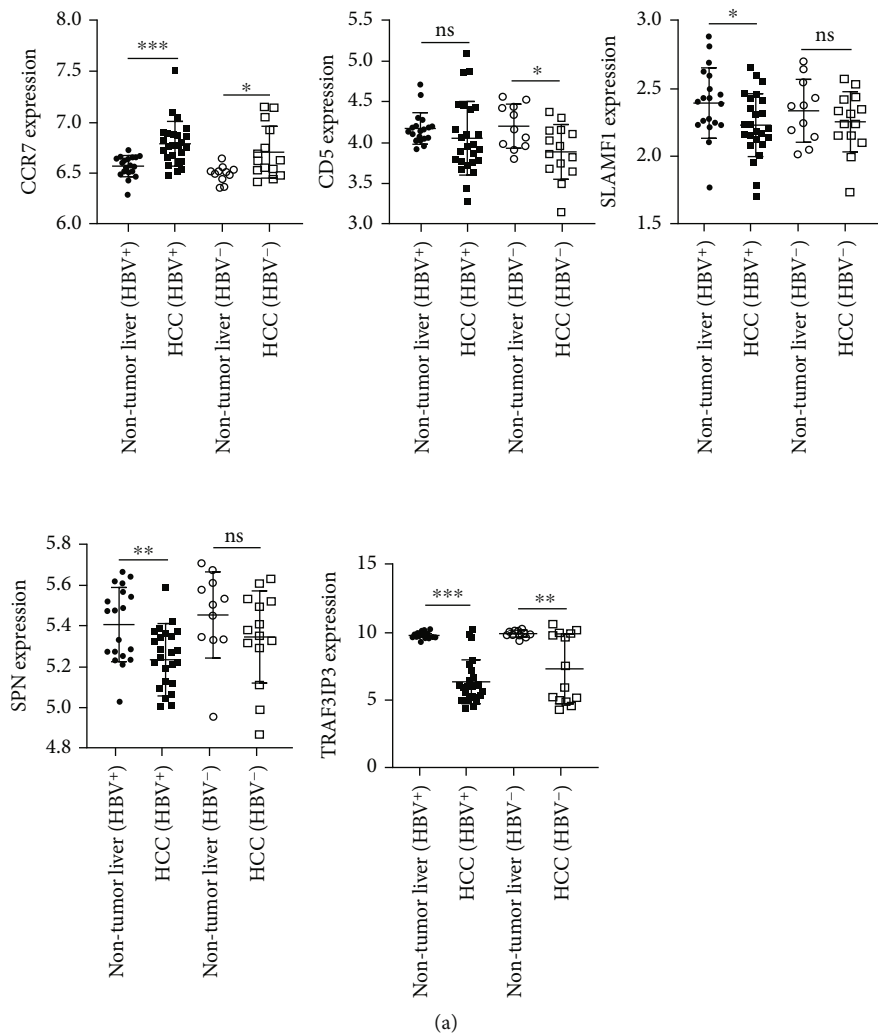 CCR7 expression
8.0
7.5
7.0
6.5
6.0
***
*
Non-tumor liver (HBV+)
HCC (HBV+)
Non-tumor liver (HBV−)
HCC (HBV−)
CD5 expression
5.5
5.0
4.5
4.0
3.5
3.0
ns
*
Non-tumor liver (HBV+)
HCC (HBV+)
Non-tumor liver (HBV−)
HCC (HBV−)
SLAMF1 expression
3.0
2.5
2.0
1.5
*
ns
Non-tumor liver (HBV+)
HCC (HBV+)
Non-tumor liver (HBV−)
HCC (HBV−)
SPN expression
5.8
5.6
5.4
5.2
5.0
4.8
**
ns
Non-tumor liver (HBV+)
HCC (HBV+)
Non-tumor liver (HBV−)
HCC (HBV−)
TRAF3IP3 expression
15
10
5
0
***
**
Non-tumor liver (HBV+)
HCC (HBV+)
Non-tumor liver (HBV−)
HCC (HBV−)
(a)